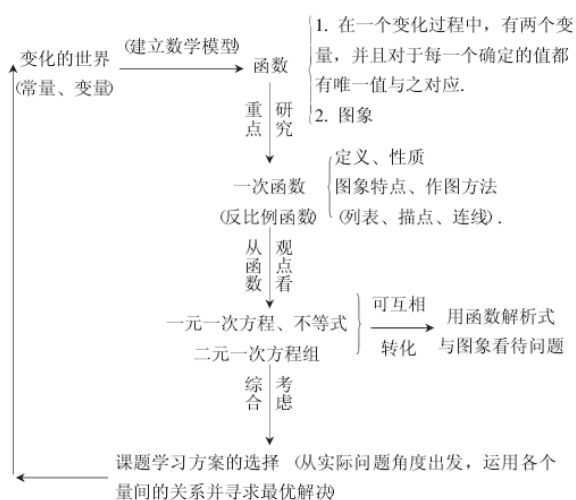 变化的世界
(常量、变量)
(建立数学模型)
函数
1. 在一个变化过程中，有两个变
量，并且对于每一个确定的值都
有唯一值与之对应.
2. 图象
重点
研究
一次函数
(反比例函数)
定义、性质
图象特点、作图方法
(列表、描点、连线).
从函数
观点看
一元一次方程、不等式
二元一次方程组
可互相
转化
用函数解析式
与图象看待问题
综合
考虑
课题学习方案的选择 (从实际问题角度出发，运用各个
量间的关系并寻求最优解决)